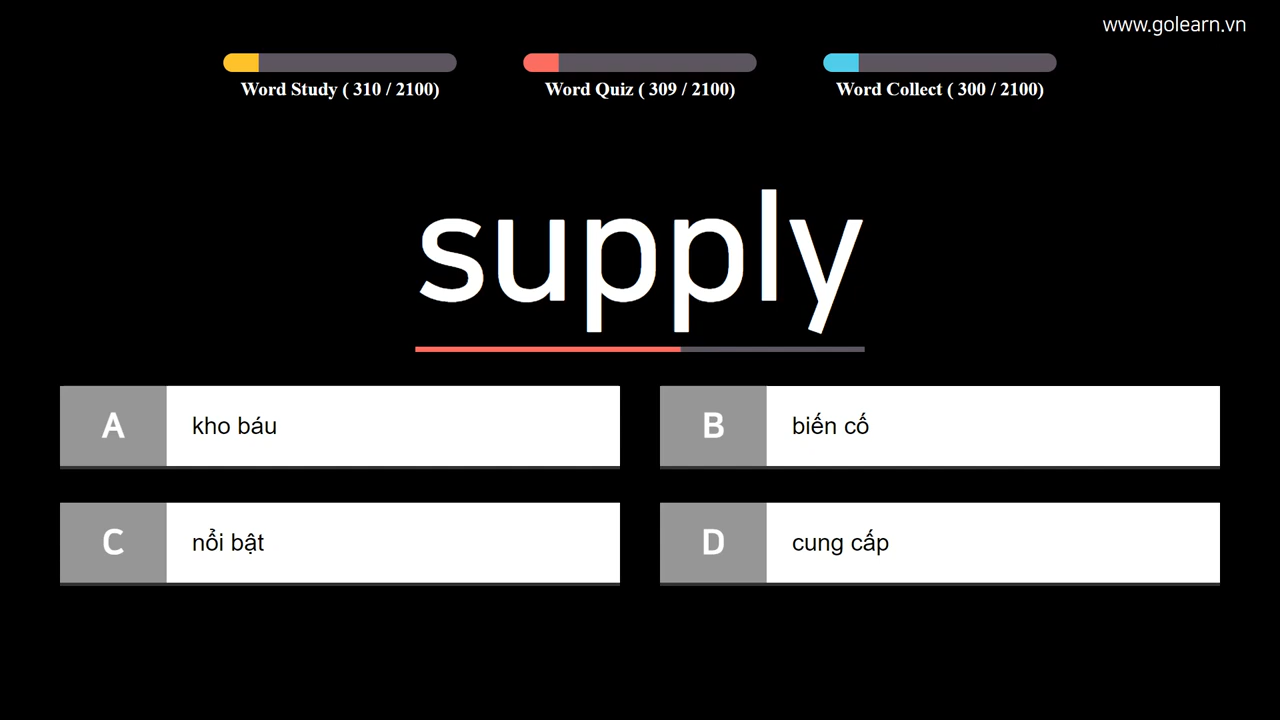 www.golearn.vn
Word Study ( 310 / 2100)
Word Quiz ( 309 / 2100)
Word Collect ( 300 / 2100)
supply
A kho báu
B biến cố
C nổi bật
D cung cấp